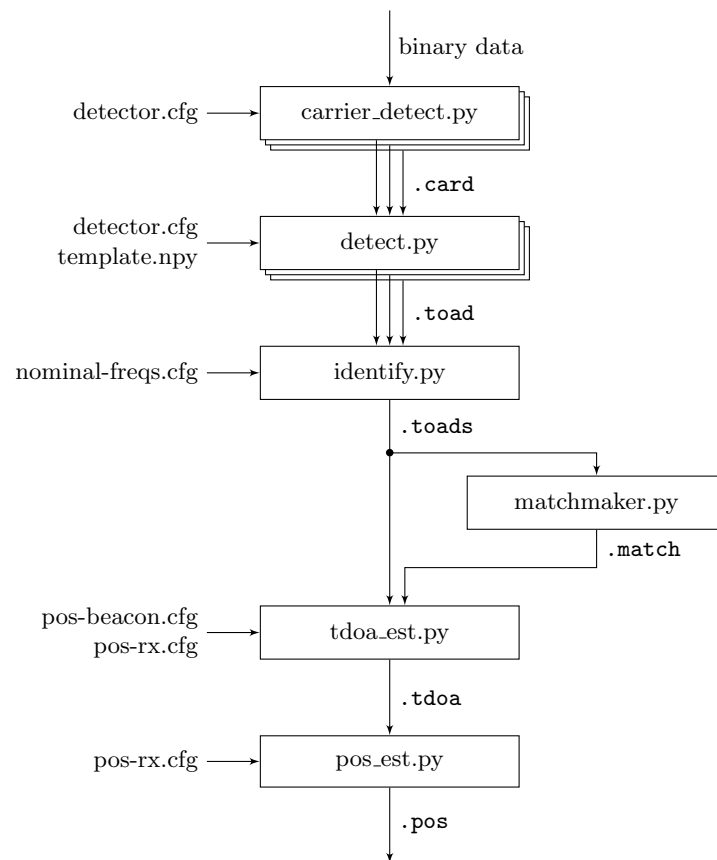 binary data
detector.cfg
carrier_detect.py
.card
detector.cfg
template.npy
detect.py
.toad
nominal-freqs.cfg
identify.py
.toads
matchmaker.py
.match
pos-beacon.cfg
pos-rx.cfg
tdoa_est.py
.tdoa
pos-rx.cfg
pos_est.py
.pos